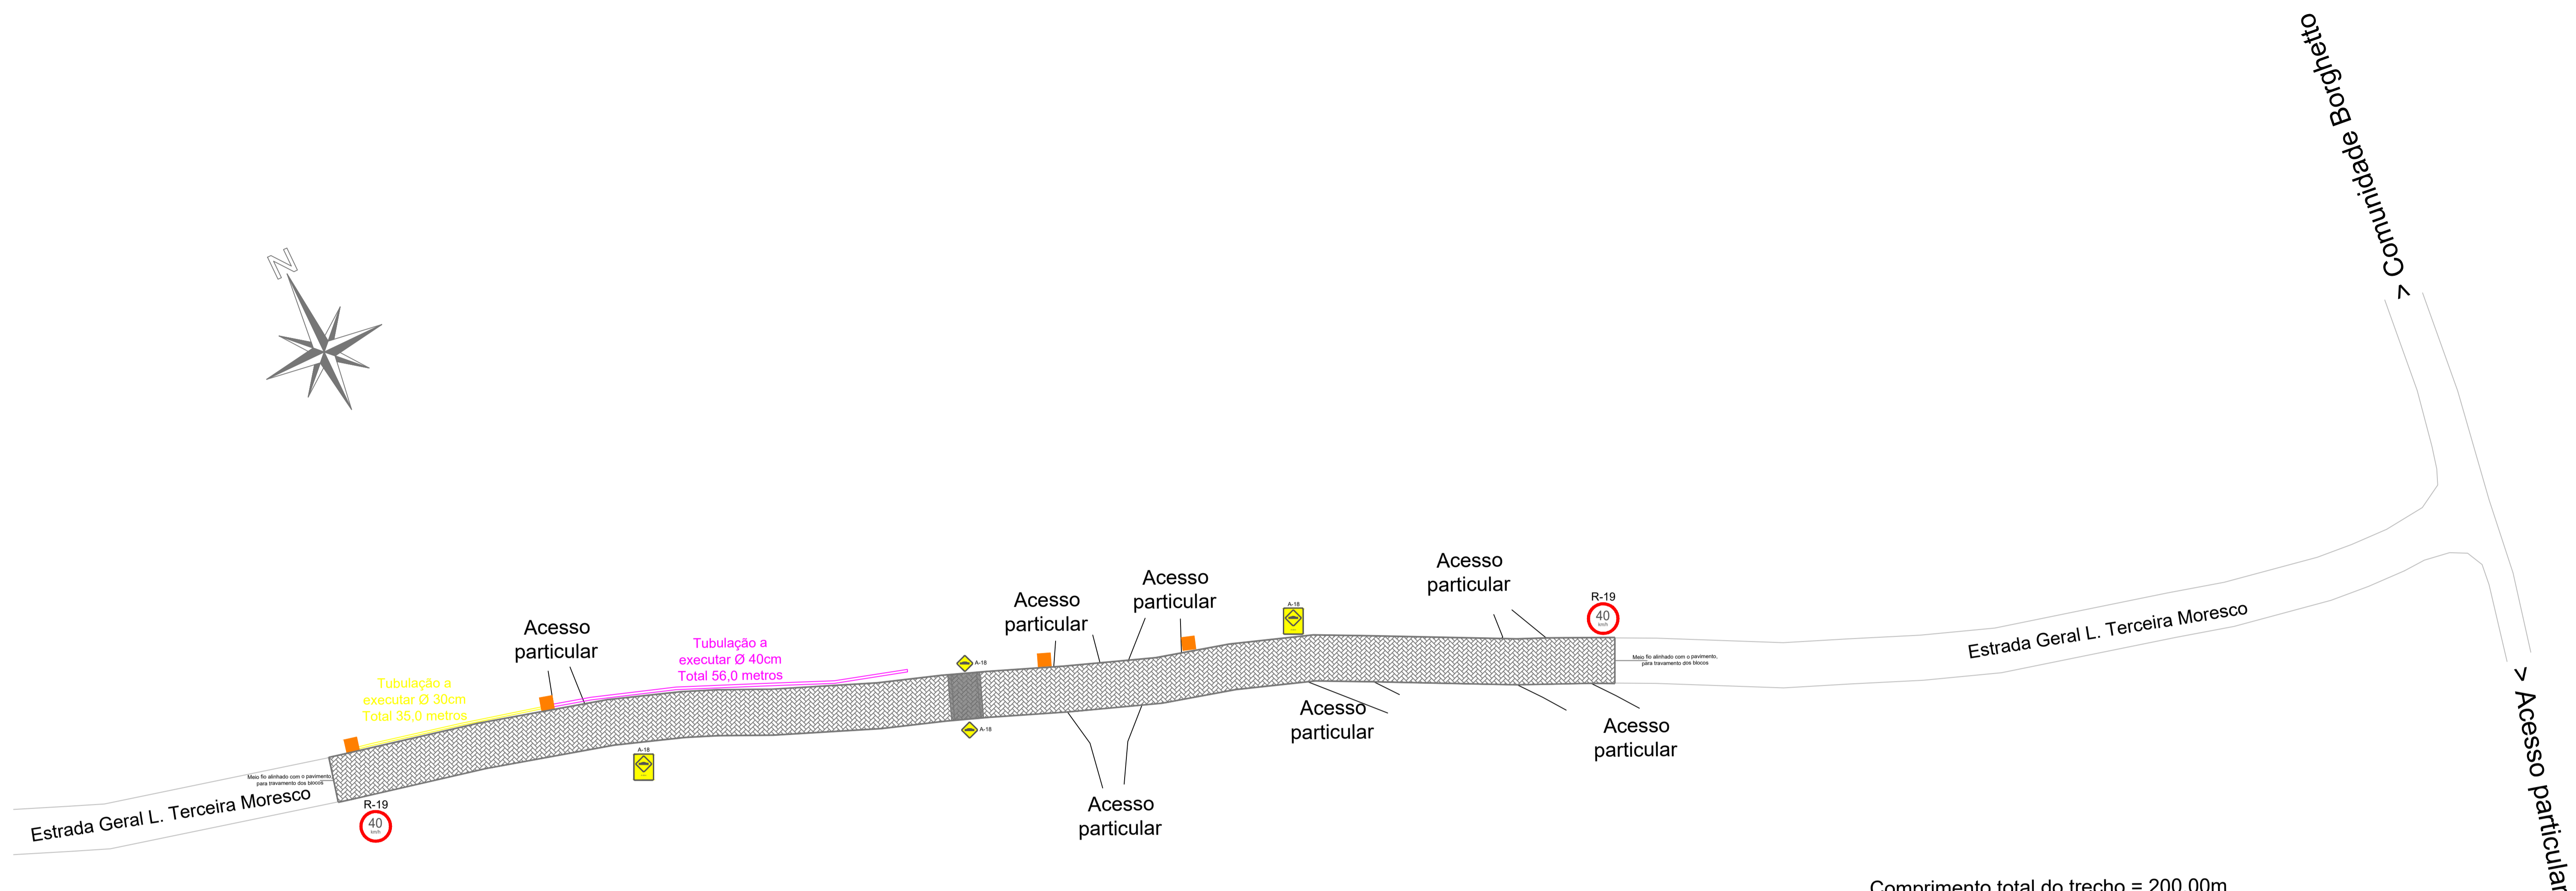 Comunidade Borghetto
>
N
Acesso
particular
R-19
40
km/h
Acesso
particular
Acesso
particular
A-18
Acesso
particular
Tubulação a
executar Ø 40cm
Total 56,0 metros
A-18
Tubulação a
executar Ø 30cm
Total 35,0 metros
Estrada Geral L. Terceira Moresco
Meio fio alinhado com o pavimento,
para travamento dos blocos
> Acesso particular
Acesso
particular
Acesso
particular
A-18
A-18
Meio fio alinhado com o pavimento,
para travamento dos blocos
Estrada Geral L. Terceira Moresco
R-19
40
km/h
Acesso
particular
Comprimento total do trecho = 200,00m